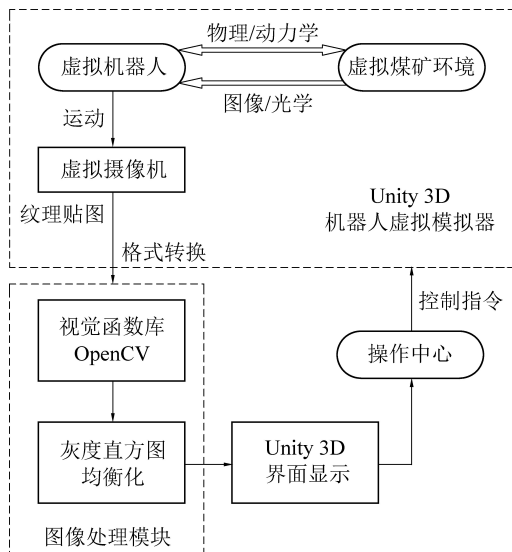 物理/动力学
虚拟机器人
虚拟煤矿环境
图像/光学
运动
虚拟摄像机
纹理贴图
Unity 3D
机器人虚拟模拟器
格式转换
控制指令
视觉函数库
OpenCV
操作中心
灰度直方图
均衡化
Unity 3D
界面显示
图像处理模块